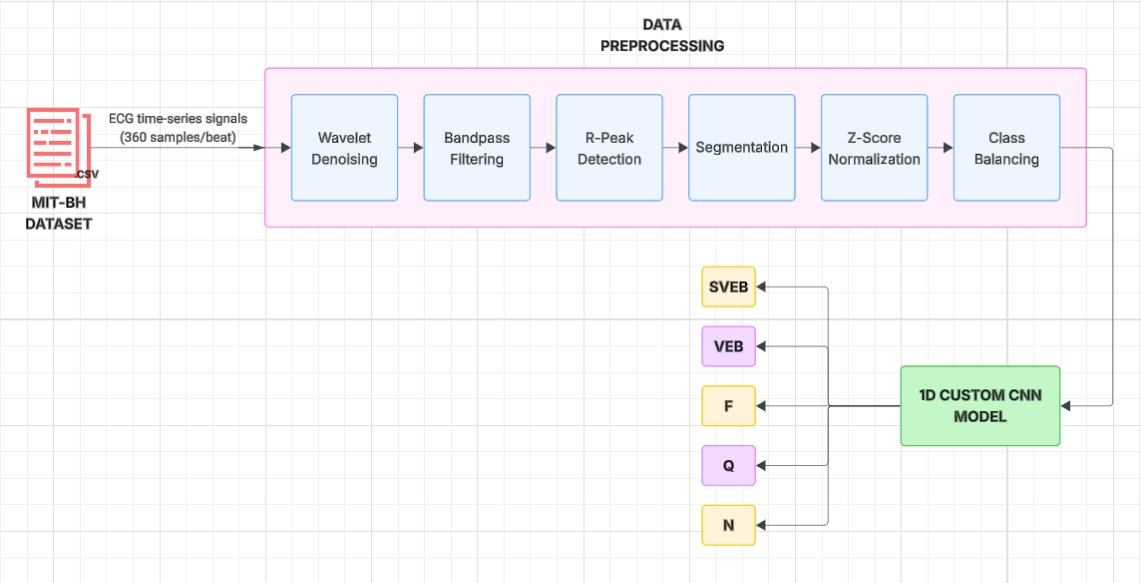 DATA
PREPROCESSING
ECG time-series signals
(360 samples/beat)
.csv
MIT-BH
DATASET
Wavelet
Denoising
Bandpass
Filtering
R-Peak
Detection
Segmentation
Z-Score
Normalization
Class
Balancing
SVEB
VEB
F
Q
N
1D CUSTOM CNN
MODEL